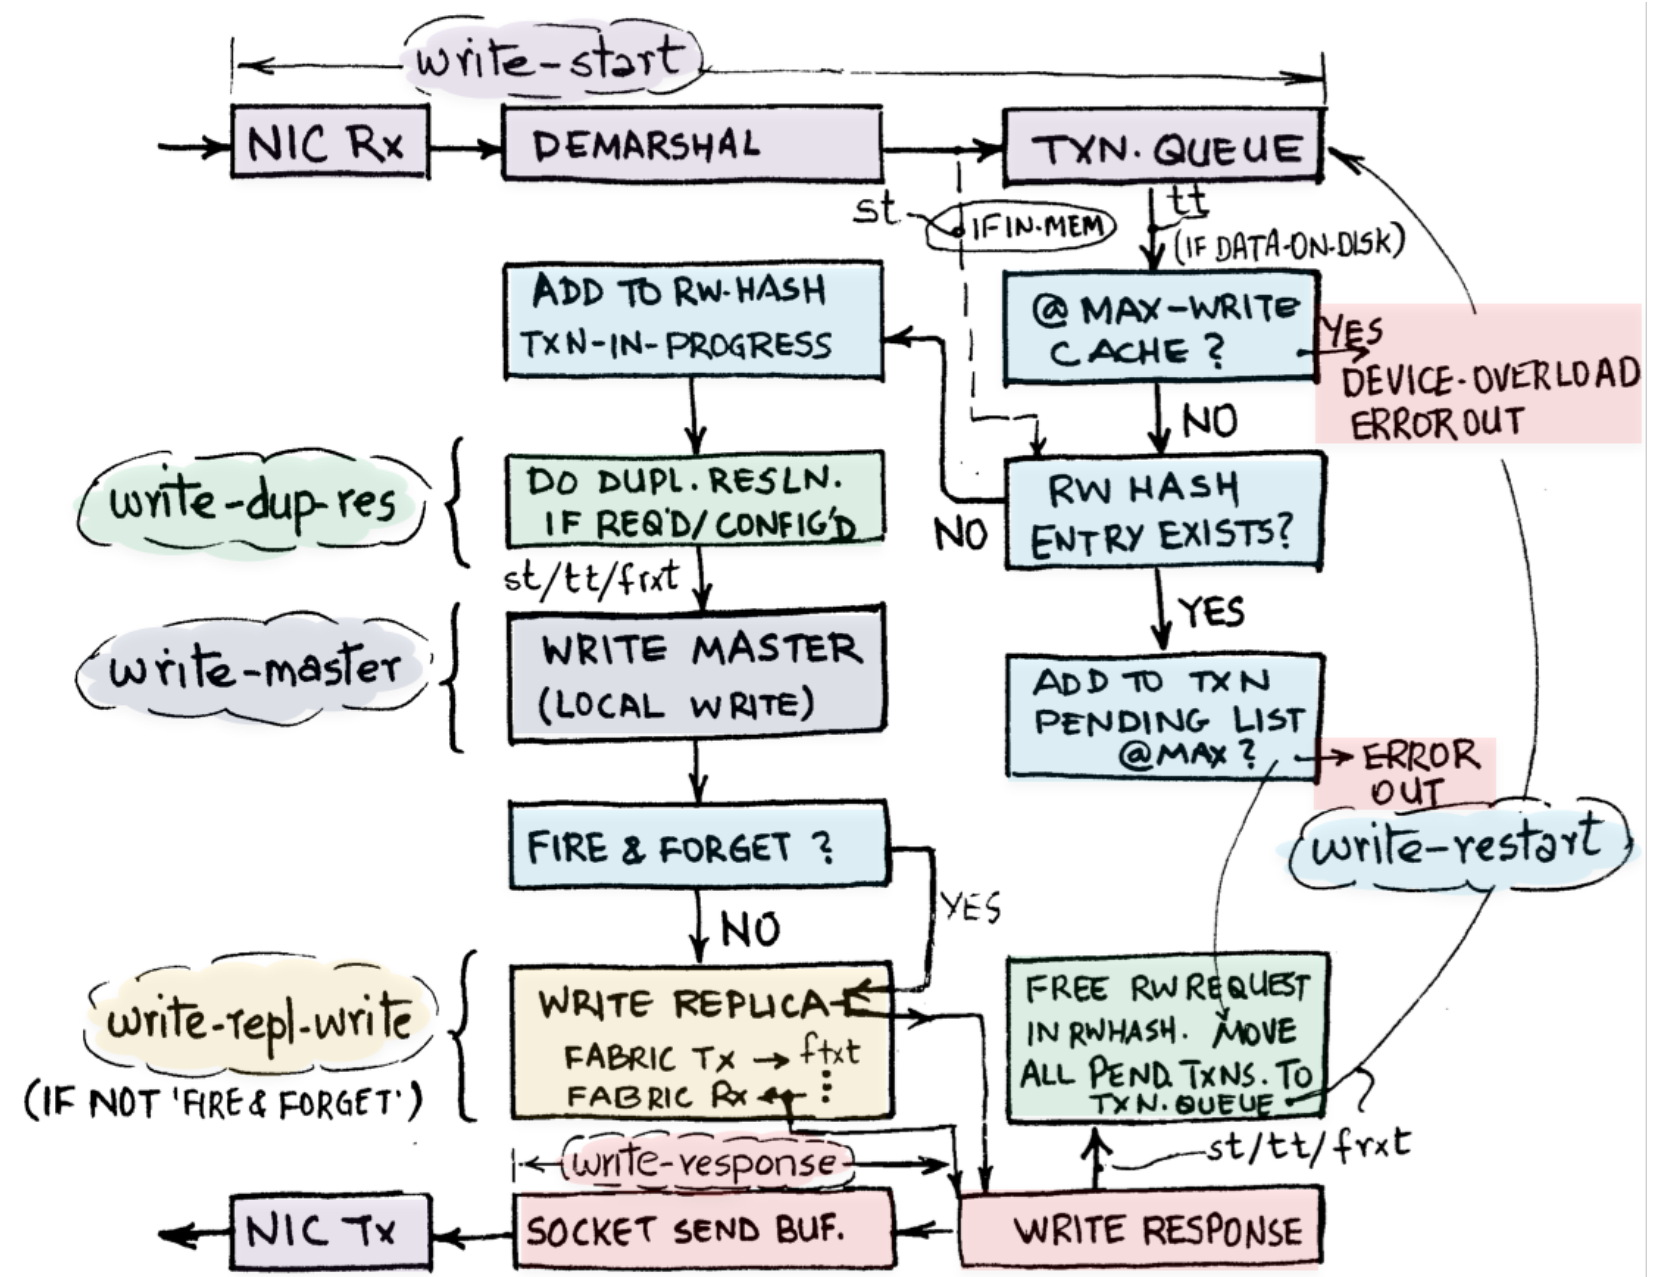 write-start
NIC Rx
DEMARSHAL
TXN. QUEUE
st
IF IN-MEM
tt
(IF DATA-ON-DISK)
ADD TO RW-HASH
TXN-IN-PROGRESS
@ MAX-WRITE
CACHE ?
YES
DEVICE-OVERLOAD
ERROR OUT
NO
write-dup-res
DO DUPL. RESLN.
IF REQ'D/CONFIG'D
NO
RW HASH
ENTRY EXISTS?
st/tt/frxt
YES
write-master
WRITE MASTER
(LOCAL WRITE)
ADD TO TXN
PENDING LIST
@MAX ?
ERROR
OUT
FIRE & FORGET ?
write-restart
YES
NO
write-repl-write
(IF NOT 'FIRE & FORGET')
WRITE REPLICA
FABRIC Tx → ftxt
FABRIC Rx
FREE RW REQUEST
IN RWHASH. MOVE
ALL PEND. TXNS. TO
TXN. QUEUE
write-response
st/tt/frxt
NIC Tx
SOCKET SEND BUF.
WRITE RESPONSE